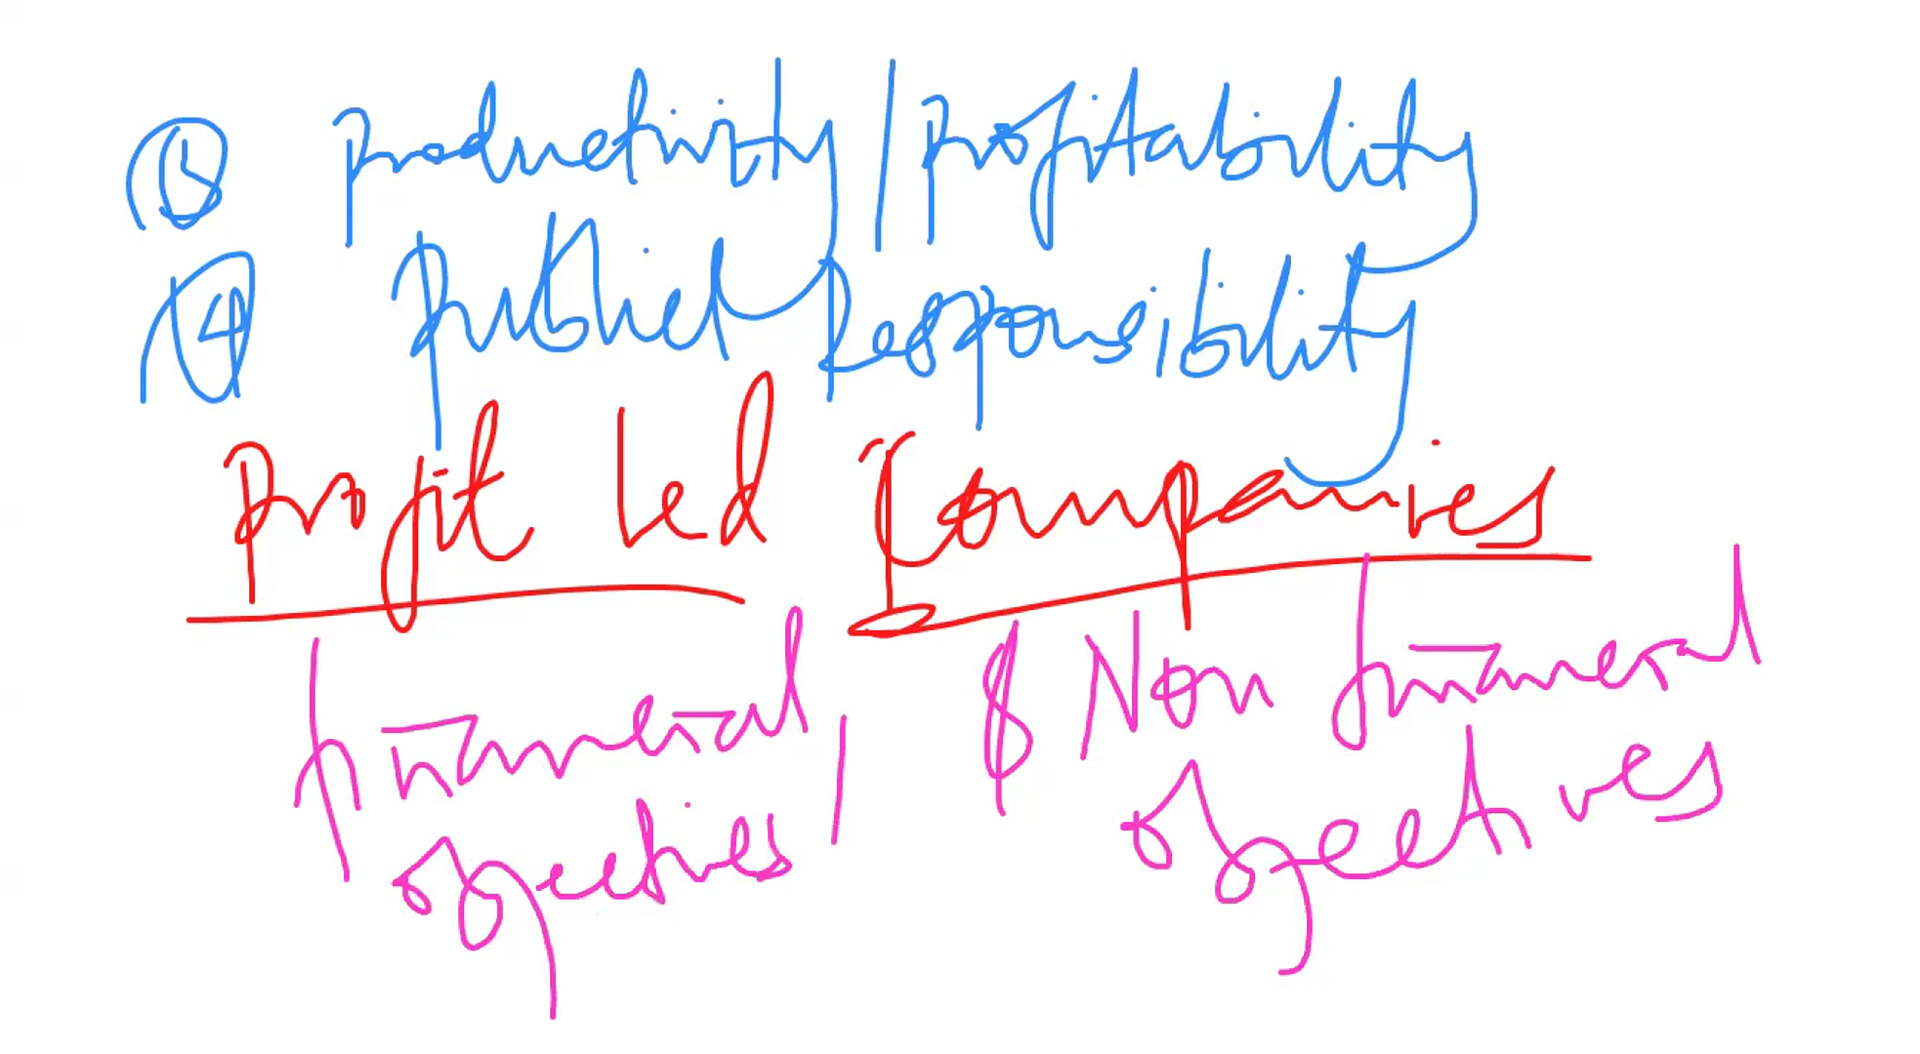 ③ Productivity / Profitability
④ Public Responsibility
Profit led Companies
financial & Non financial
objectives / objectives